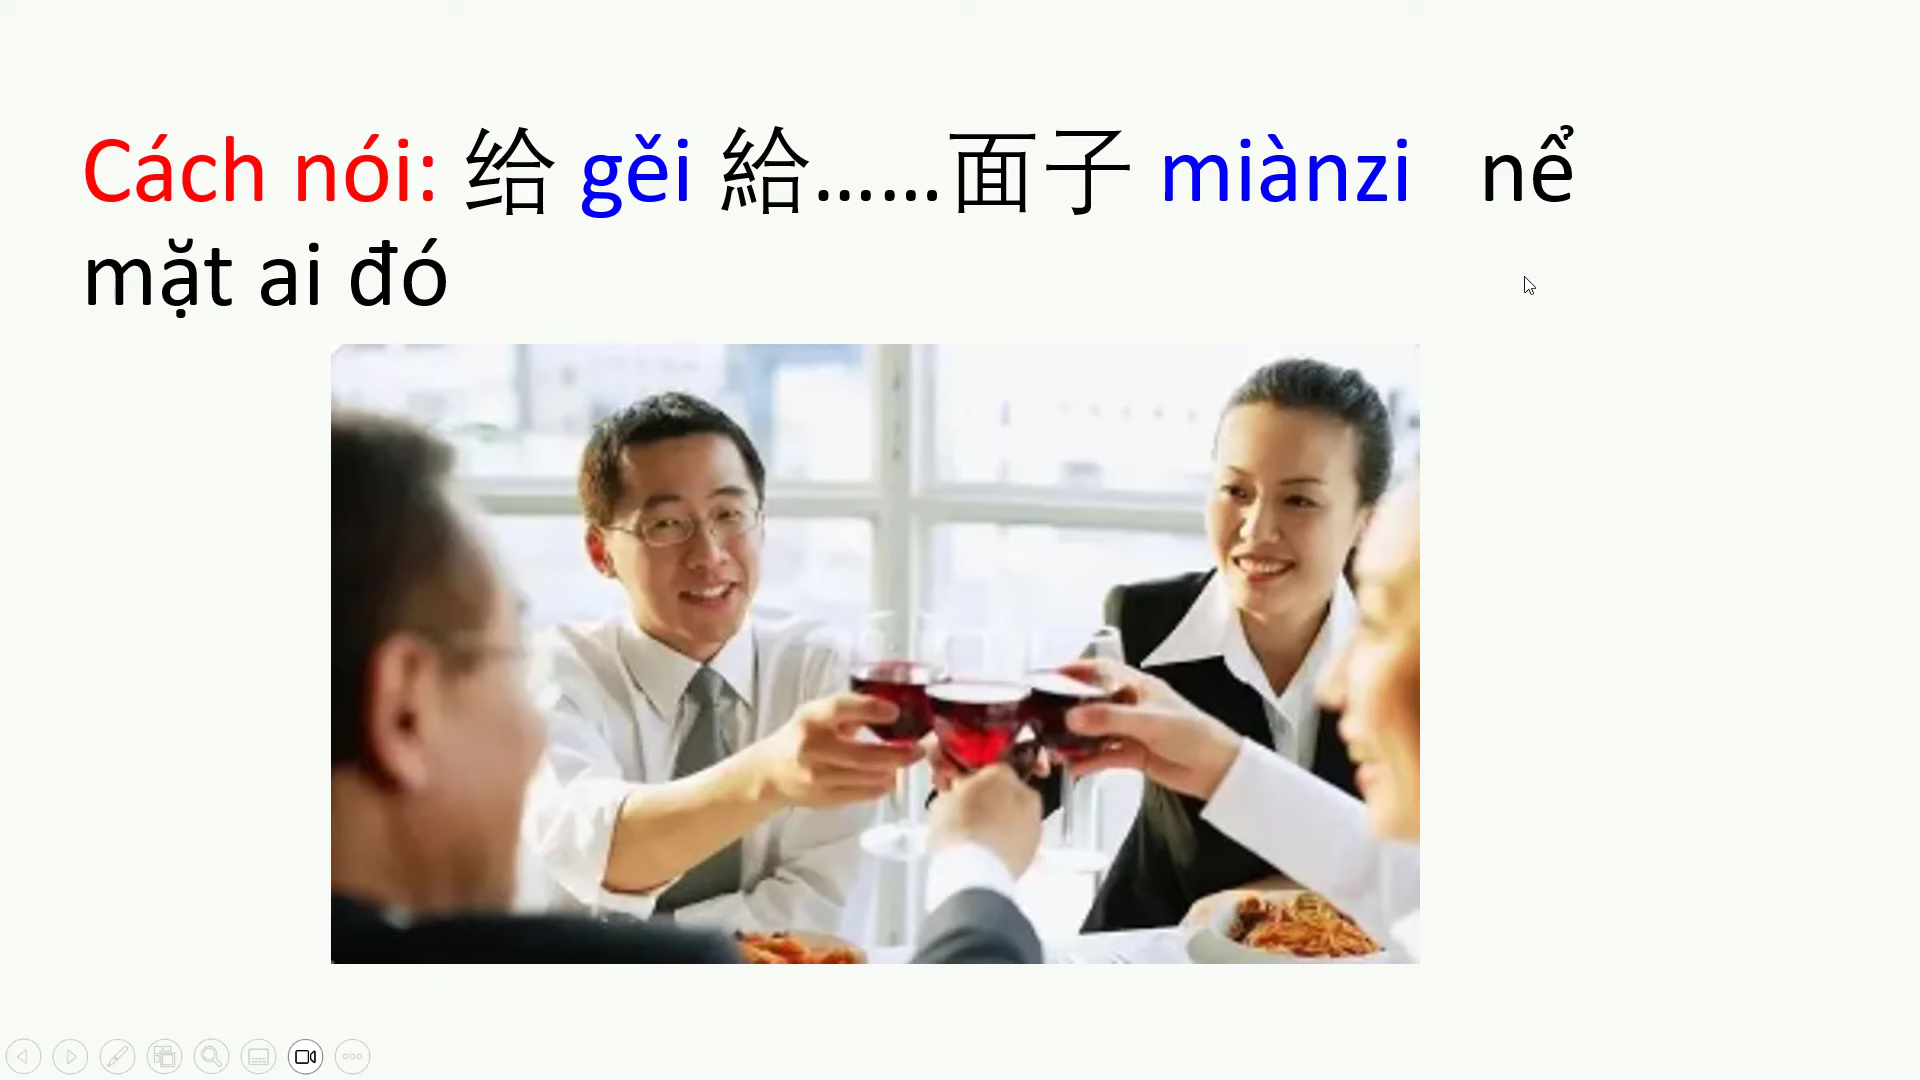 Cách nói: 给 gěi 給……面子 miànzi nể
mặt ai đó